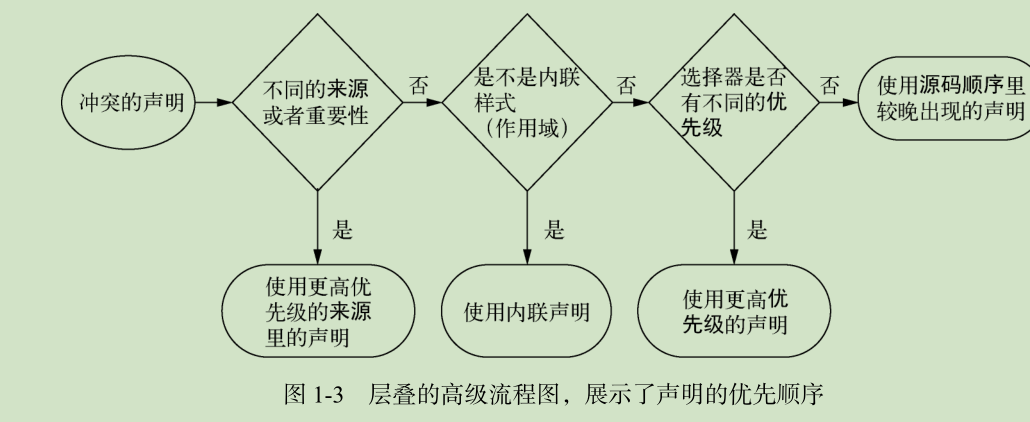 冲突的声明
不同的来源
或者重要性
否
是不是内联
样式
（作用域）
否
选择器是否
有不同的优
先级
否
使用源码顺序里
较晚出现的声明
是
是
是
使用更高优
先级的来源
里的声明
使用内联声明
使用更高优
先级的声明
图 1-3 层叠的高级流程图，展示了声明的优先顺序